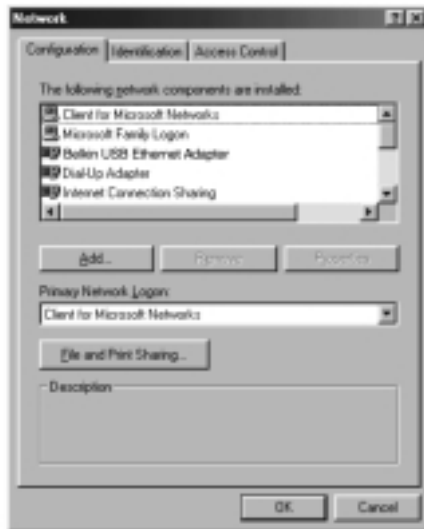 Network
? X
Configuration Identification Access Control
The following network components are installed:
Client for Microsoft Networks
Microsoft Family Logon
Belkin USB Ethernet Adapter
Dial-Up Adapter
Internet Connection Sharing
Add... Remove Properties
Primary Network Logon:
Client for Microsoft Networks
File and Print Sharing...
Description
OK Cancel